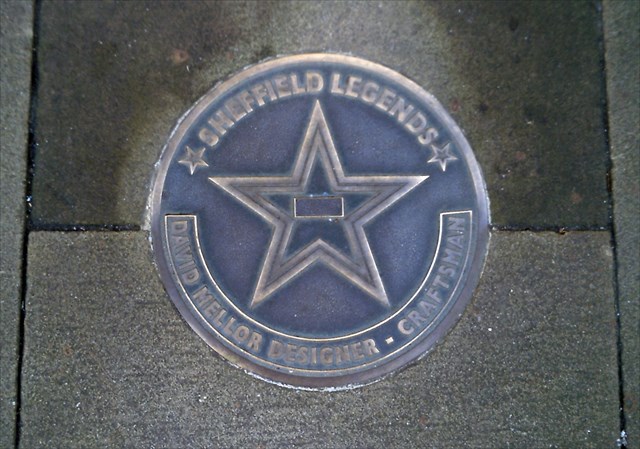 SHEFFIELD LEGENDS
DAVID MELLOR DESIGNER - CRAFTSMAN